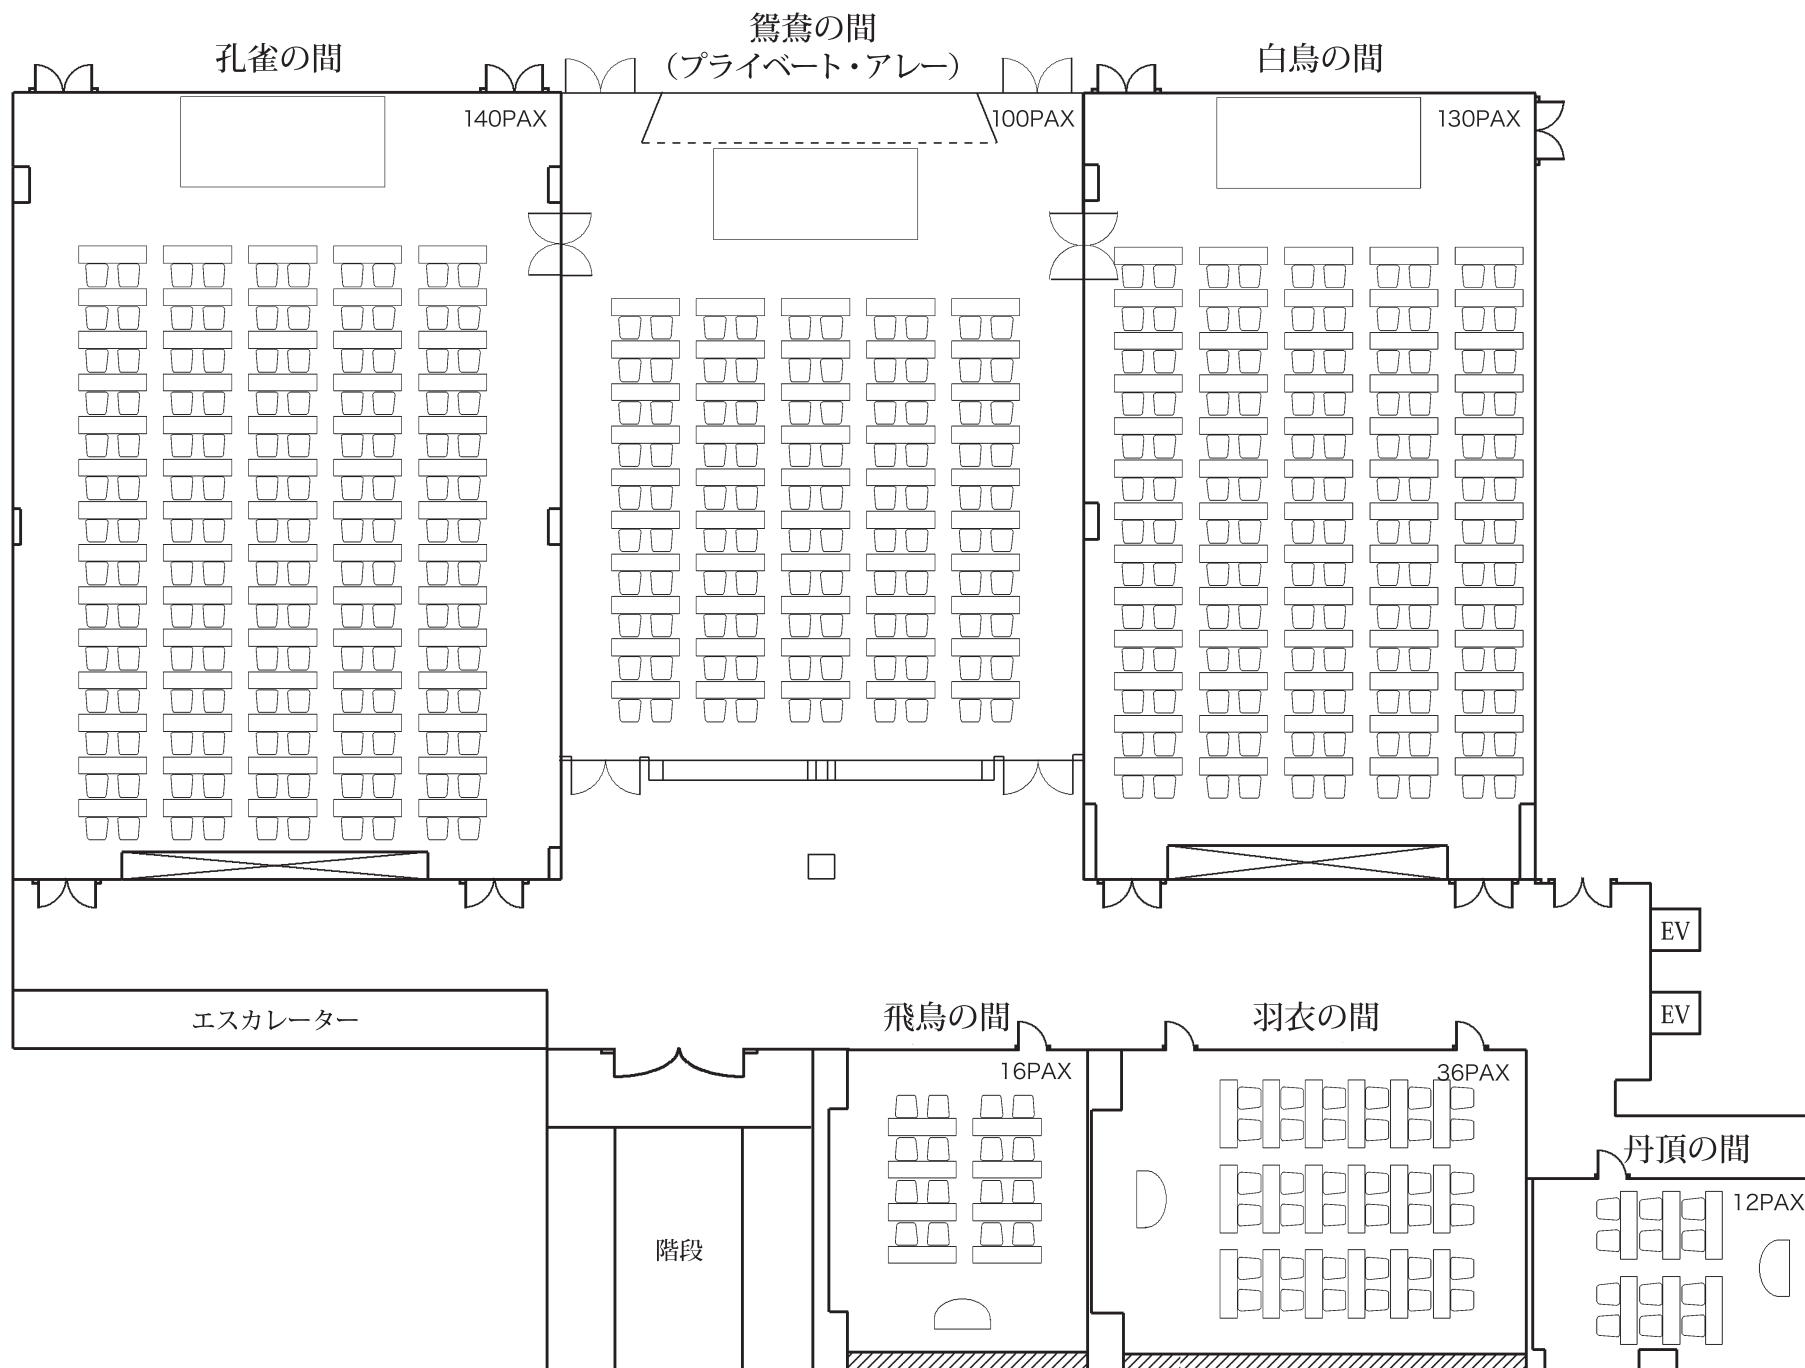 孔雀の間
鴛鴦の間
（プライベート・アレー）
白鳥の間
140PAX
100PAX
130PAX
EV
EV
エスカレーター
飛鳥の間
羽衣の間
16PAX
36PAX
丹頂の間
12PAX
階段